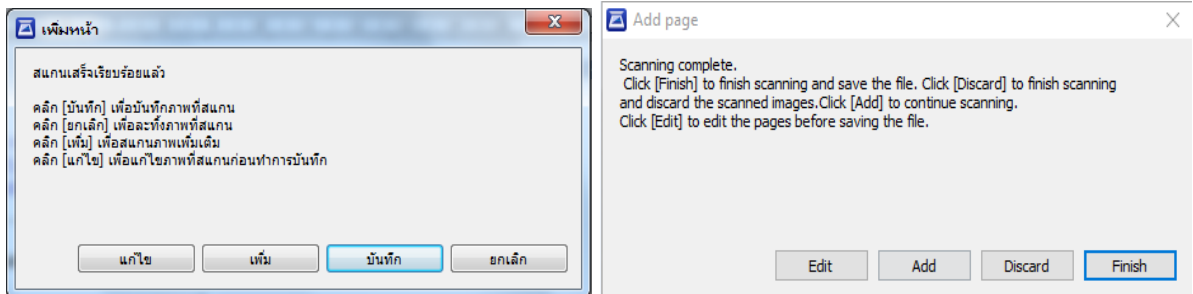 เพิ่มหน้า
สแกนเสร็จเรียบร้อยแล้ว
คลิก [บันทึก] เพื่อบันทึกภาพที่สแกน
คลิก [ยกเลิก] เพื่อละทิ้งภาพที่สแกน
คลิก [เพิ่ม] เพื่อสแกนภาพเพิ่มเติม
คลิก [แก้ไข] เพื่อแก้ไขภาพที่สแกนก่อนทำการบันทึก
แก้ไข เพิ่ม บันทึก ยกเลิก
Add page
Scanning complete.
Click [Finish] to finish scanning and save the file. Click [Discard] to finish scanning
and discard the scanned images.Click [Add] to continue scanning.
Click [Edit] to edit the pages before saving the file.
Edit Add Discard Finish